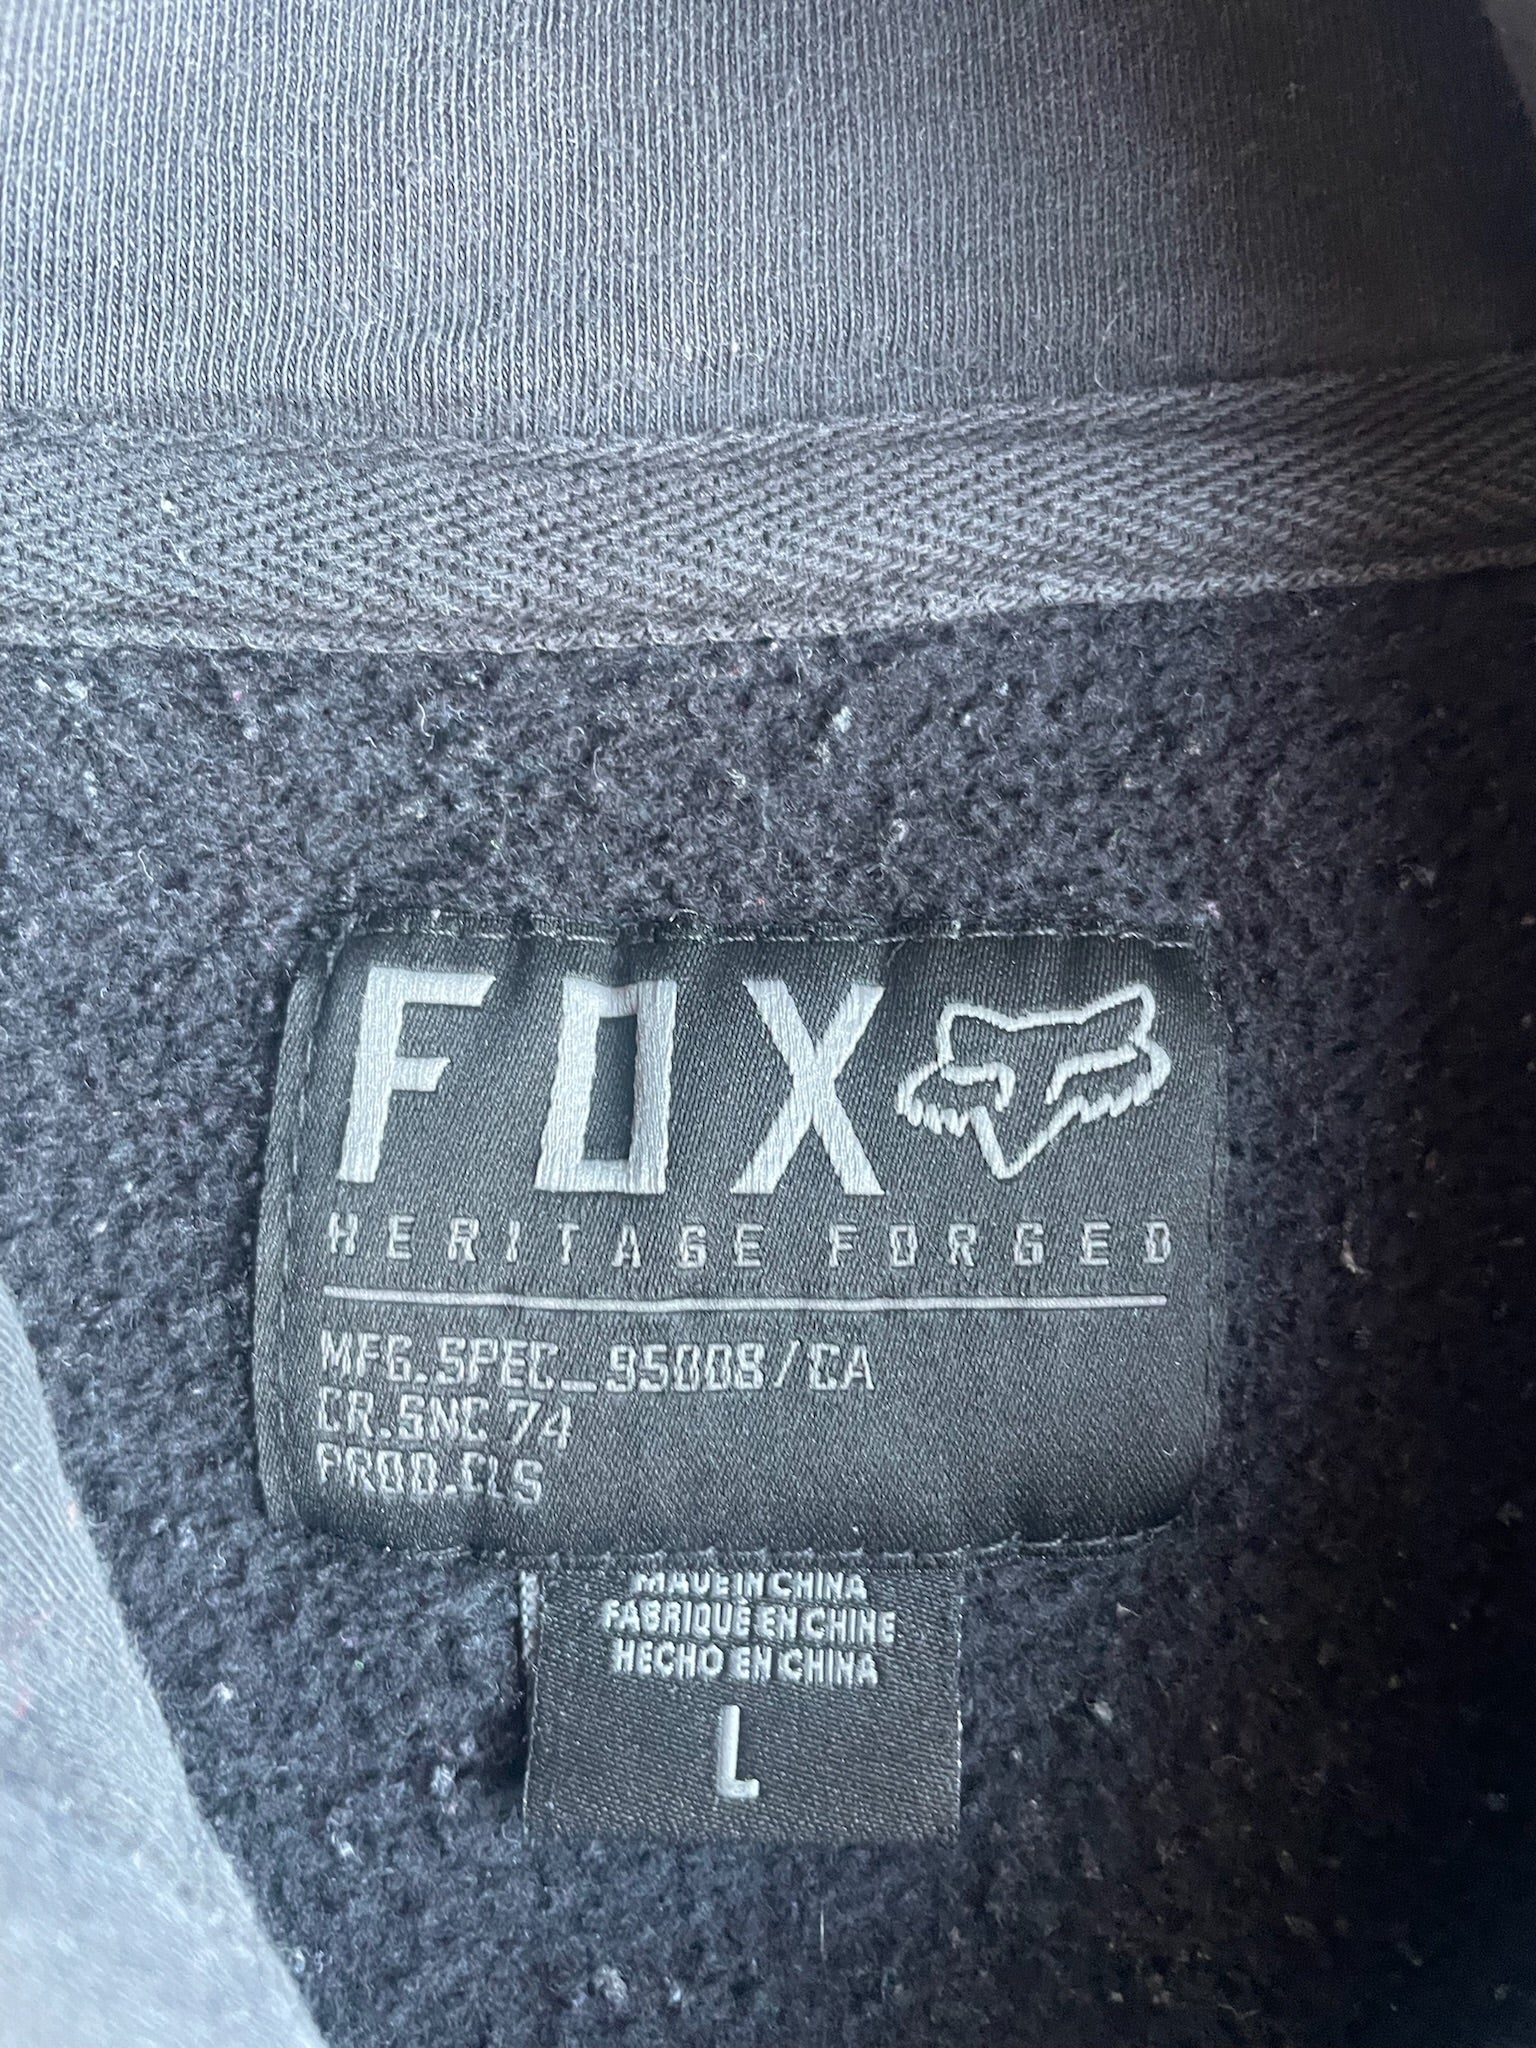 FOX
HERITAGE FORGED
MFG.SPEC_95008/CA
CR.SNC 74
PROD.CLS
MADE IN CHINA
FABRIQUÉ EN CHINE
HECHO EN CHINA
L